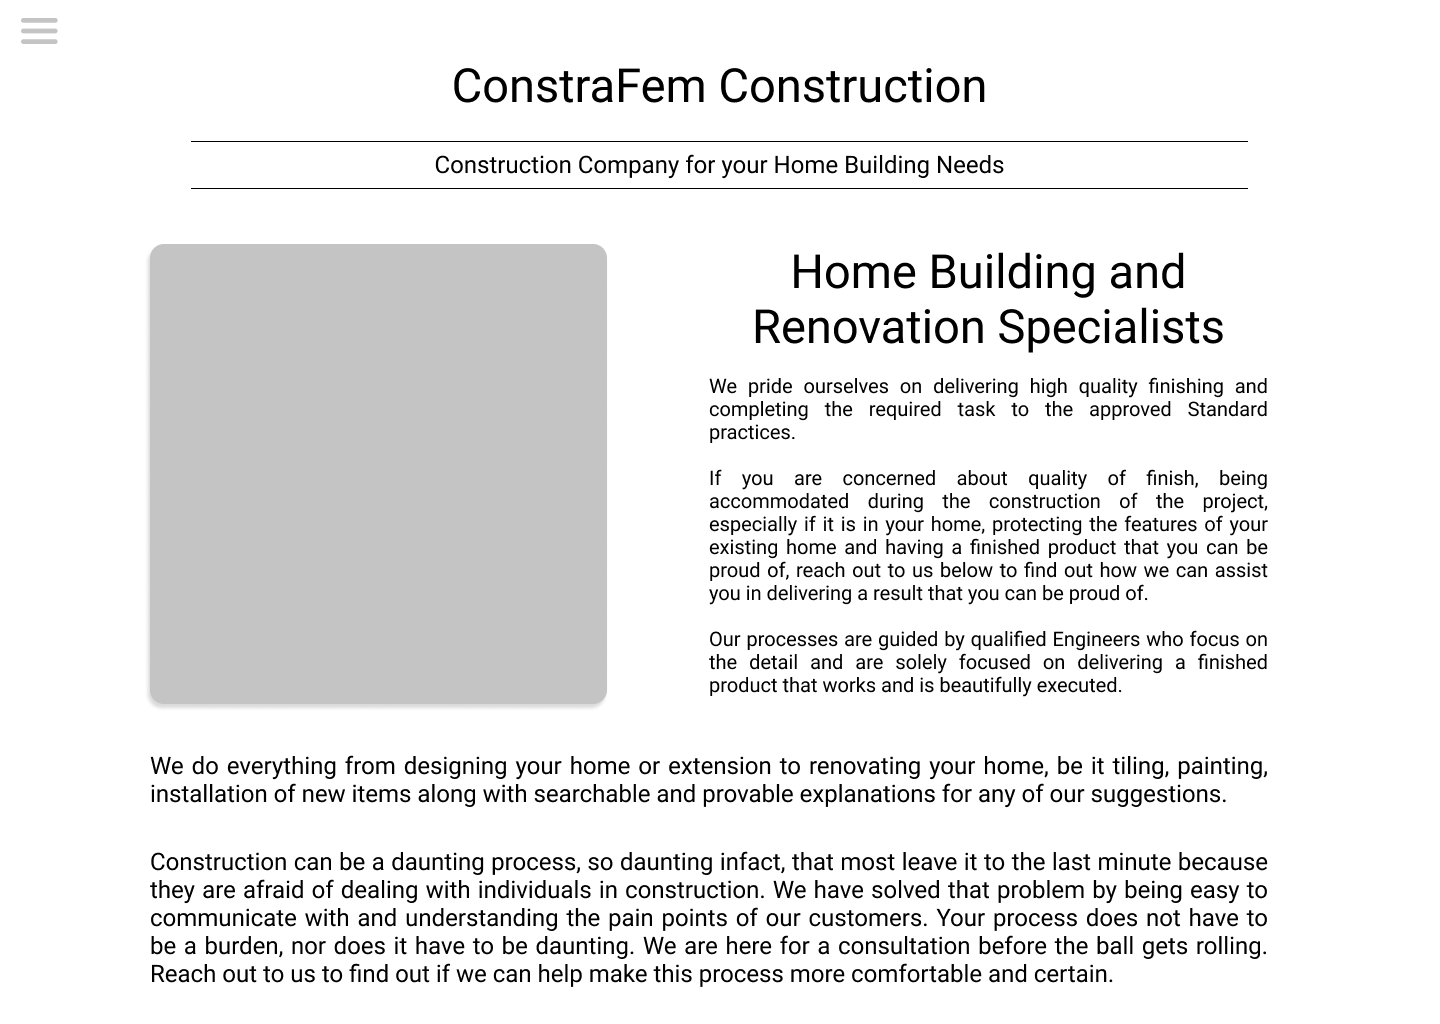 ConstraFem Construction
Construction Company for your Home Building Needs
Home Building and
Renovation Specialists
We pride ourselves on delivering high quality finishing and
completing the required task to the approved Standard
practices.
If you are concerned about quality of finish, being
accommodated during the construction of the project,
especially if it is in your home, protecting the features of your
existing home and having a finished product that you can be
proud of, reach out to us below to find out how we can assist
you in delivering a result that you can be proud of.
Our processes are guided by qualified Engineers who focus on
the detail and are solely focused on delivering a finished
product that works and is beautifully executed.
We do everything from designing your home or extension to renovating your home, be it tiling, painting,
installation of new items along with searchable and provable explanations for any of our suggestions.
Construction can be a daunting process, so daunting infact, that most leave it to the last minute because
they are afraid of dealing with individuals in construction. We have solved that problem by being easy to
communicate with and understanding the pain points of our customers. Your process does not have to
be a burden, nor does it have to be daunting. We are here for a consultation before the ball gets rolling.
Reach out to us to find out if we can help make this process more comfortable and certain.